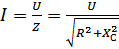 I = U/Z = U/√(R² + X_C²)